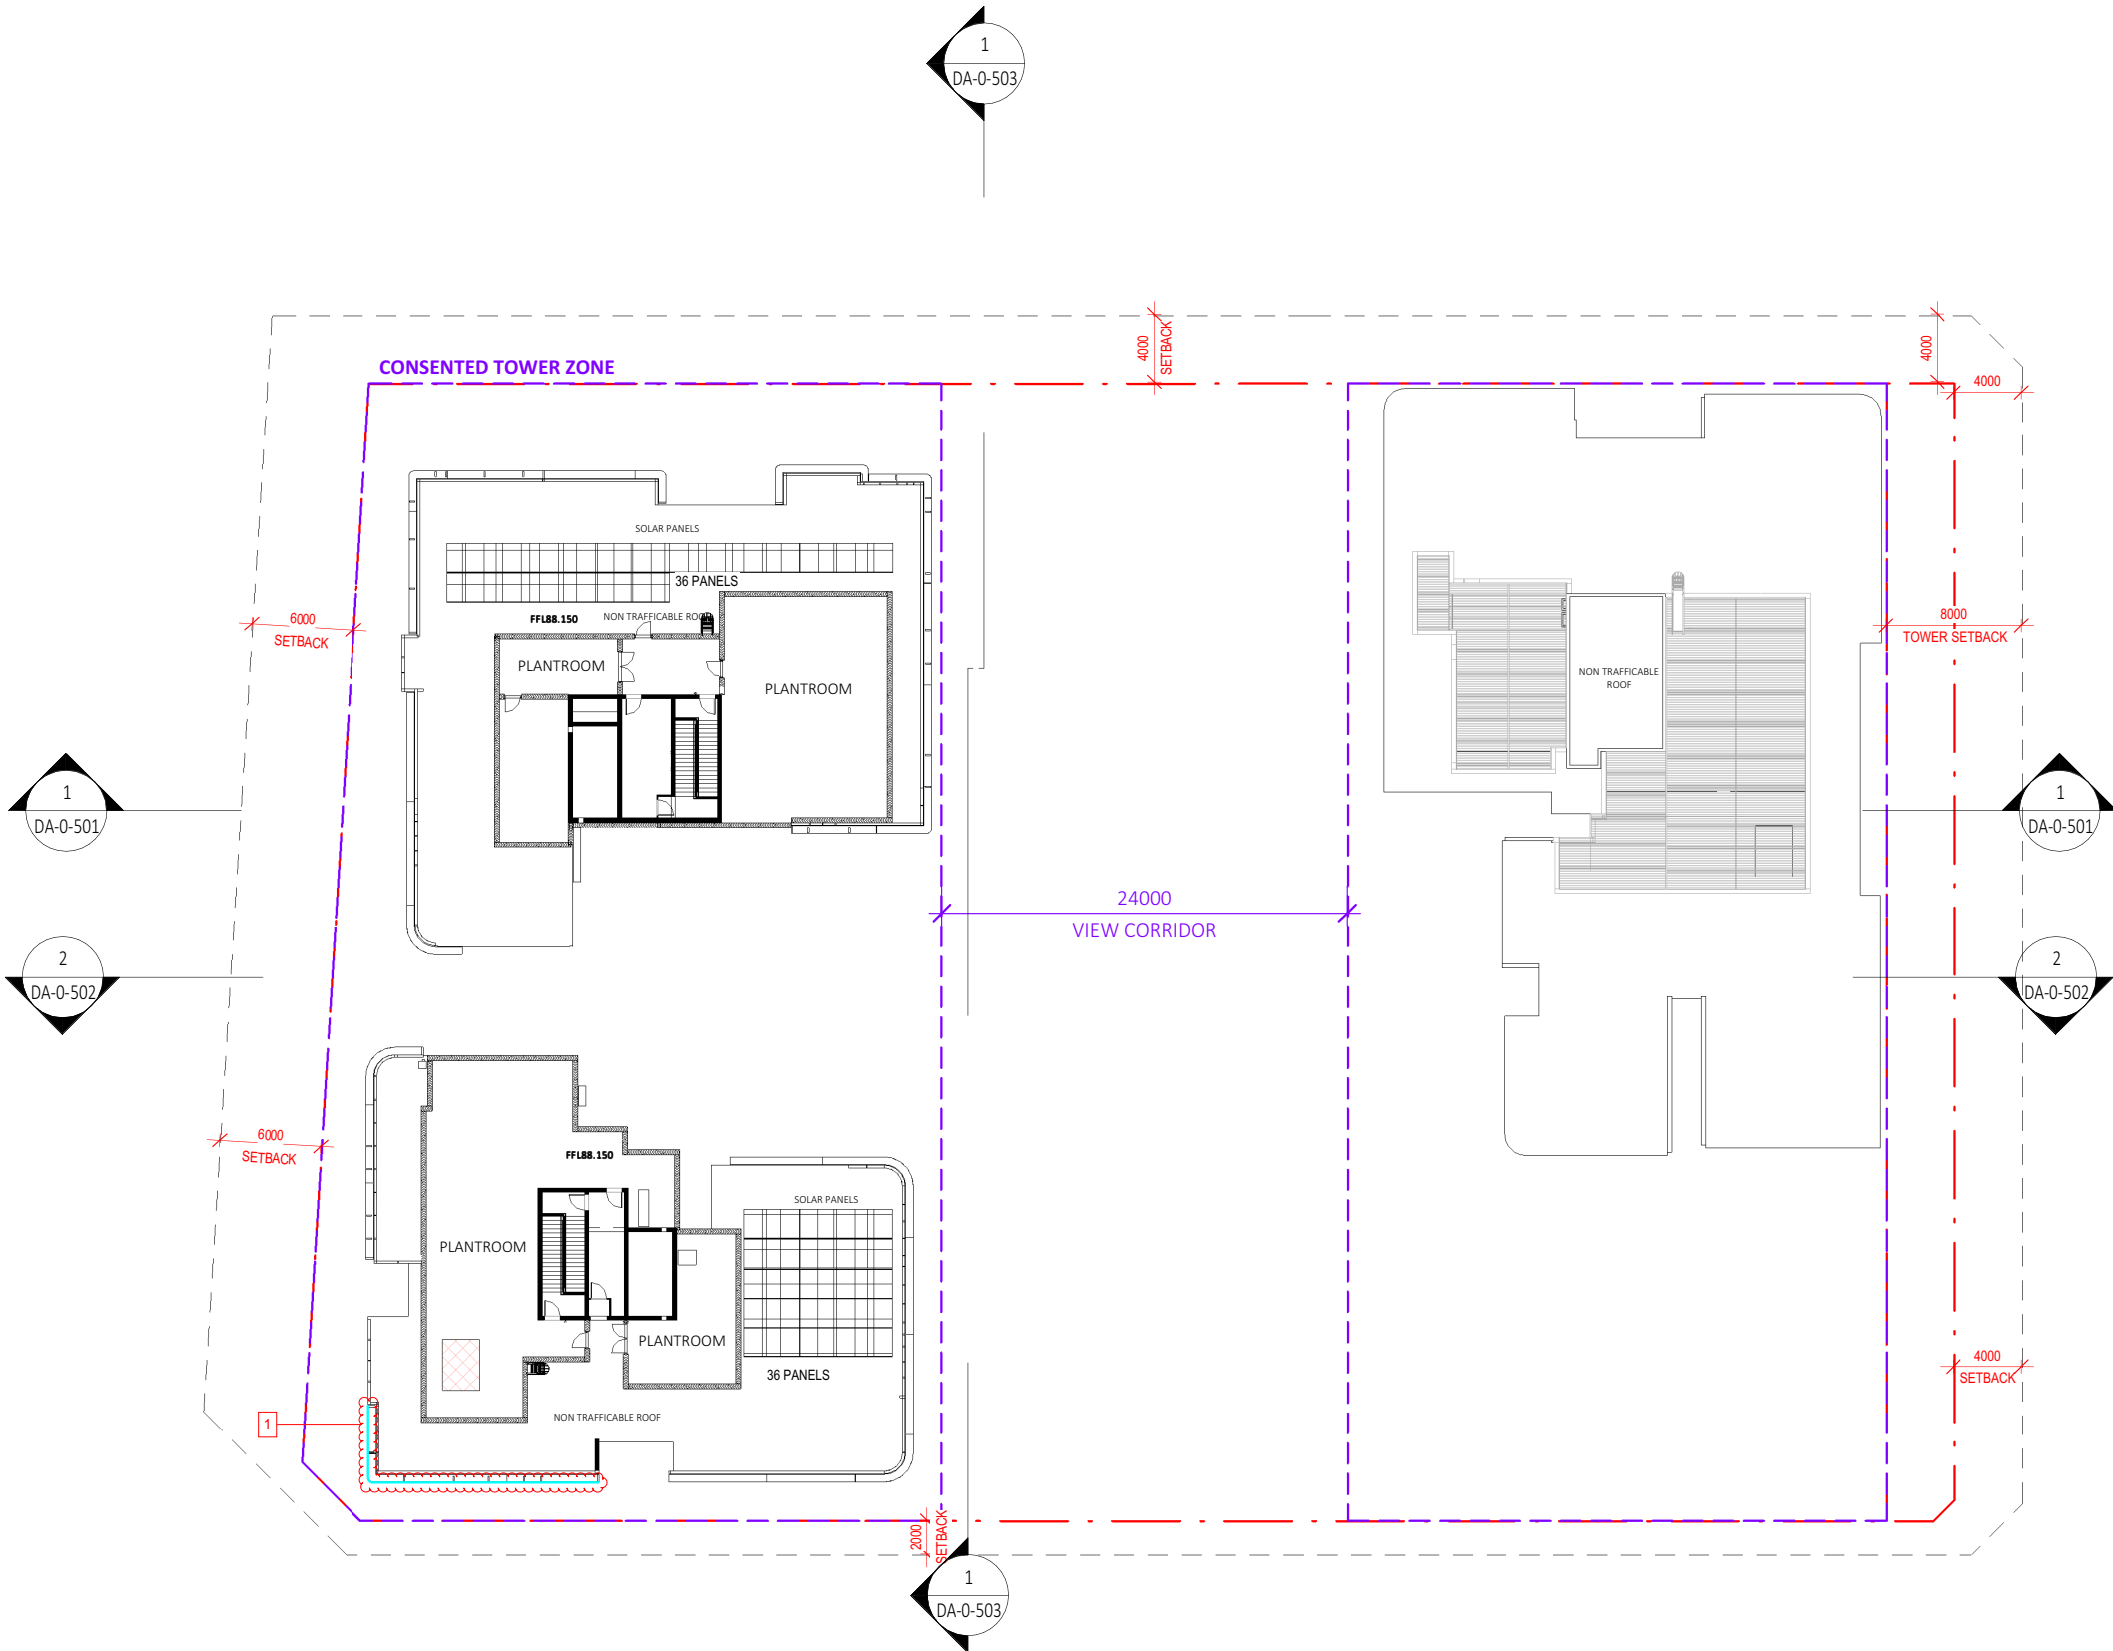 1
DA-0-503
4000
SETBACK
4000
4000
CONSENTED TOWER ZONE
SOLAR PANELS
36 PANELS
FFL88.150
NON TRAFFICABLE ROOF
6000
SETBACK
8000
TOWER SETBACK
PLANTROOM
PLANTROOM
NON TRAFFICABLE
ROOF
1
DA-0-501
1
DA-0-501
24000
VIEW CORRIDOR
2
DA-0-502
2
DA-0-502
6000
SETBACK
FFL88.150
SOLAR PANELS
PLANTROOM
PLANTROOM
36 PANELS
4000
SETBACK
1
NON TRAFFICABLE ROOF
2000
SETBACK
1
DA-0-503